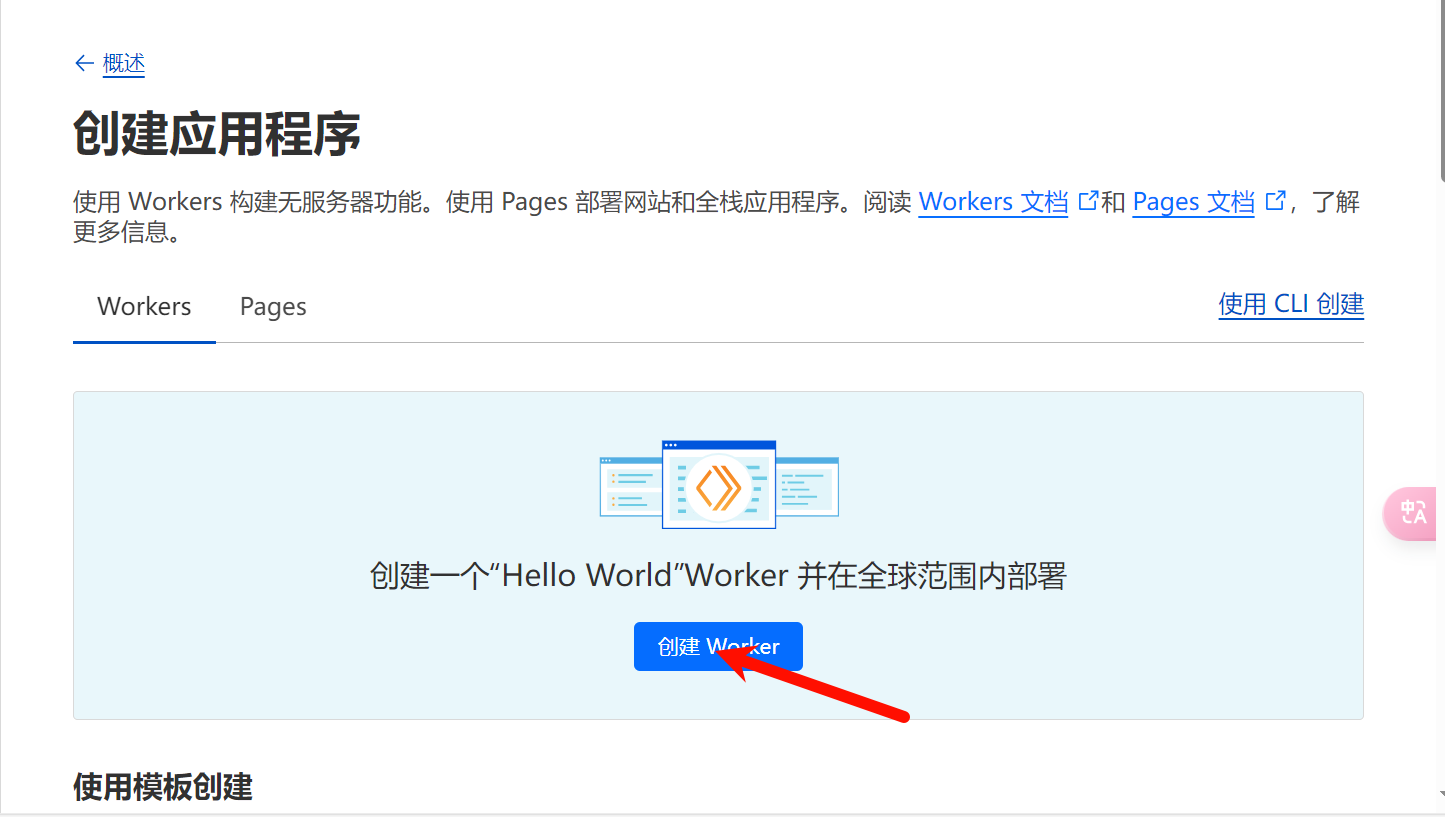 概述
创建应用程序
使用 Workers 构建无服务器功能。使用 Pages 部署网站和全栈应用程序。阅读 Workers 文档 和 Pages 文档 ，了解
更多信息。
Workers Pages 使用 CLI 创建
创建一个“Hello World”Worker 并在全球范围内部署
创建 Worker
使用模板创建
中A